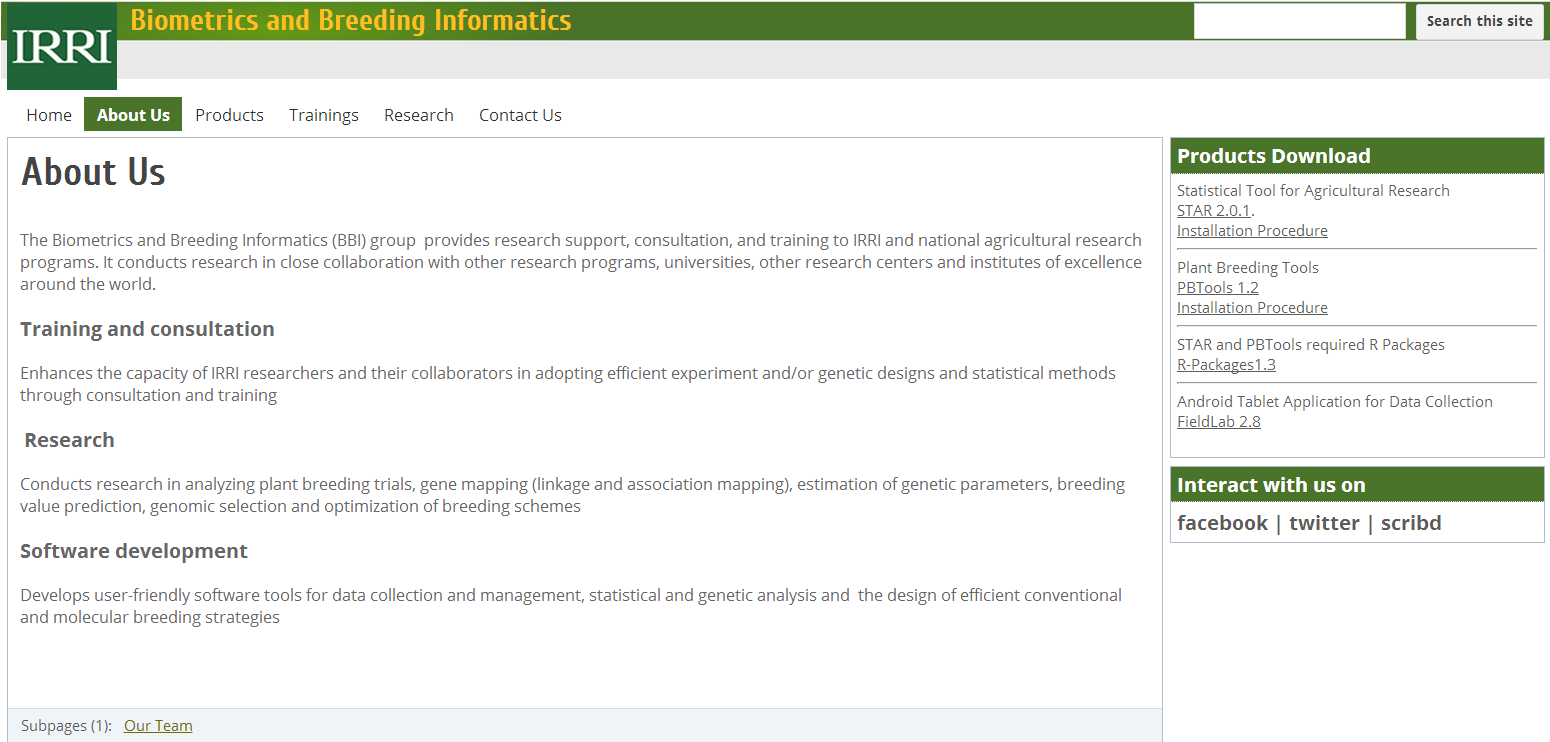 Biometrics and Breeding Informatics
Search this site
IRRI
Home About Us Products Trainings Research Contact Us
About Us
The Biometrics and Breeding Informatics (BBI) group  provides research support, consultation, and training to IRRI and national agricultural research
programs. It conducts research in close collaboration with other research programs, universities, other research centers and institutes of excellence
around the world.
Training and consultation
Enhances the capacity of IRRI researchers and their collaborators in adopting efficient experiment and/or genetic designs and statistical methods
through consultation and training
Research
Conducts research in analyzing plant breeding trials, gene mapping (linkage and association mapping), estimation of genetic parameters, breeding
value prediction, genomic selection and optimization of breeding schemes
Software development
Develops user-friendly software tools for data collection and management, statistical and genetic analysis and  the design of efficient conventional
and molecular breeding strategies
Subpages (1): Our Team
Products Download
Statistical Tool for Agricultural Research
STAR 2.0.1.
Installation Procedure
Plant Breeding Tools
PBTools 1.2
Installation Procedure
STAR and PBTools required R Packages
R-Packages1.3
Android Tablet Application for Data Collection
FieldLab 2.8
Interact with us on
facebook | twitter | scribd